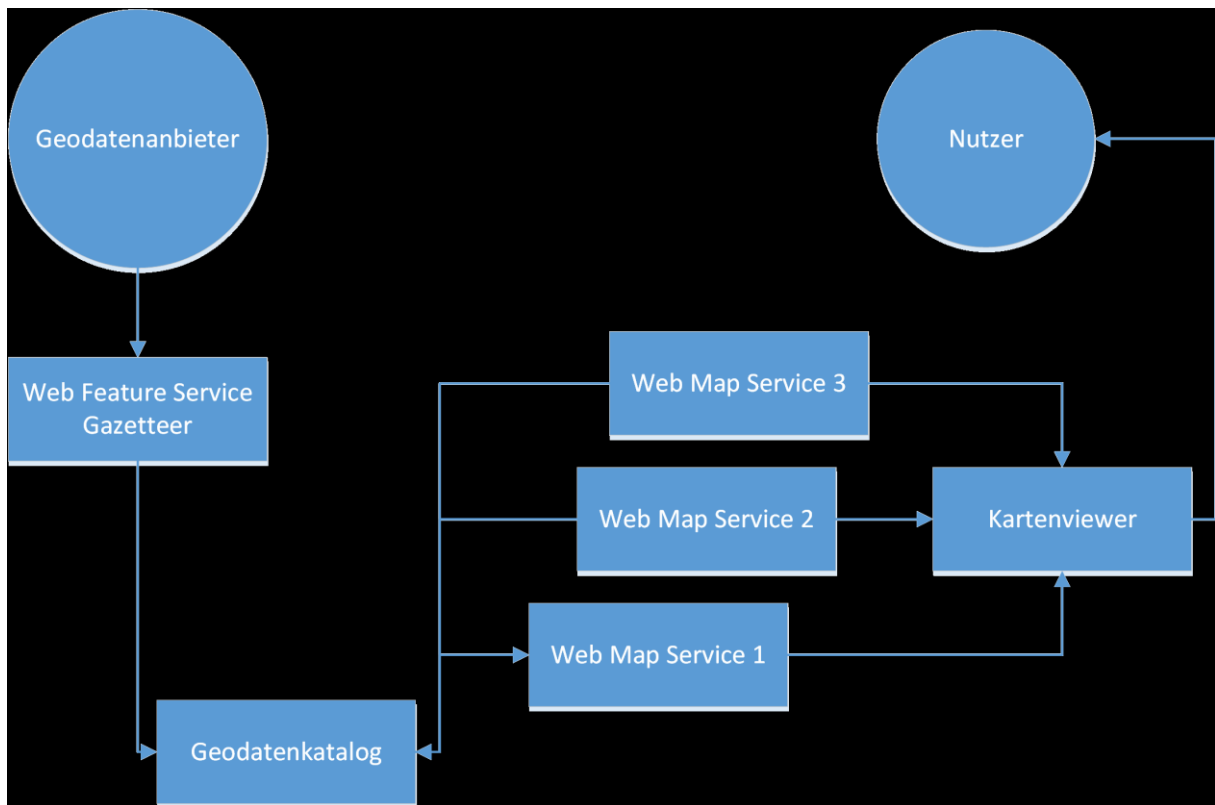 Geodatenanbieter
Nutzer
Web Feature Service
Gazetteer
Web Map Service 3
Web Map Service 2
Kartenviewer
Web Map Service 1
Geodatenkatalog